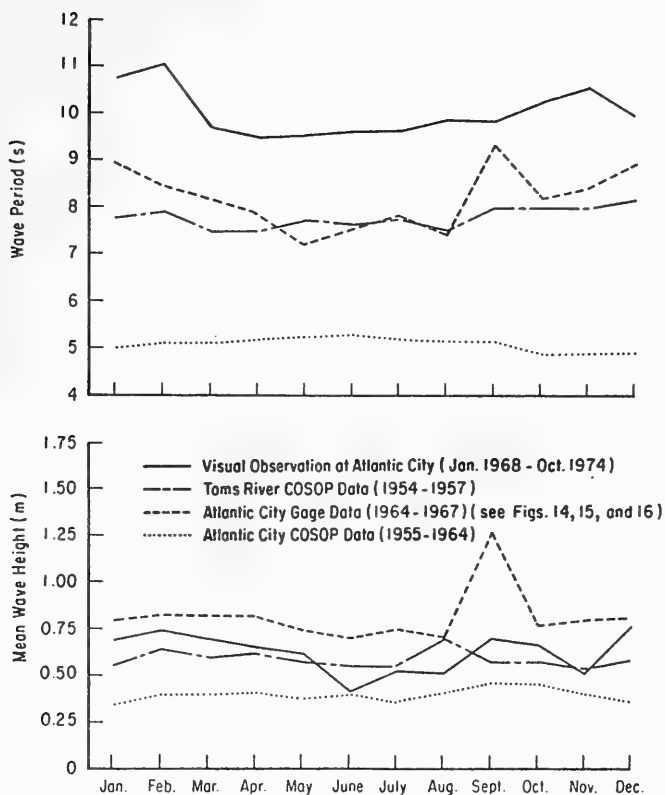 12
11
10
9
8
7
6
5
4
Wave Period (s)
1.75
1.50
1.25
1.00
0.75
0.50
0.25
0
Mean Wave Height (m)
Visual Observation at Atlantic City (Jan. 1968 - Oct. 1974)
Toms River COSOP Data (1954-1957)
Atlantic City Gage Data (1964-1967) (see Figs. 14, 15, and 16)
Atlantic City COSOP Data (1955-1964)
Jan. Feb. Mar. Apr. May June July Aug. Sept. Oct. Nov. Dec.